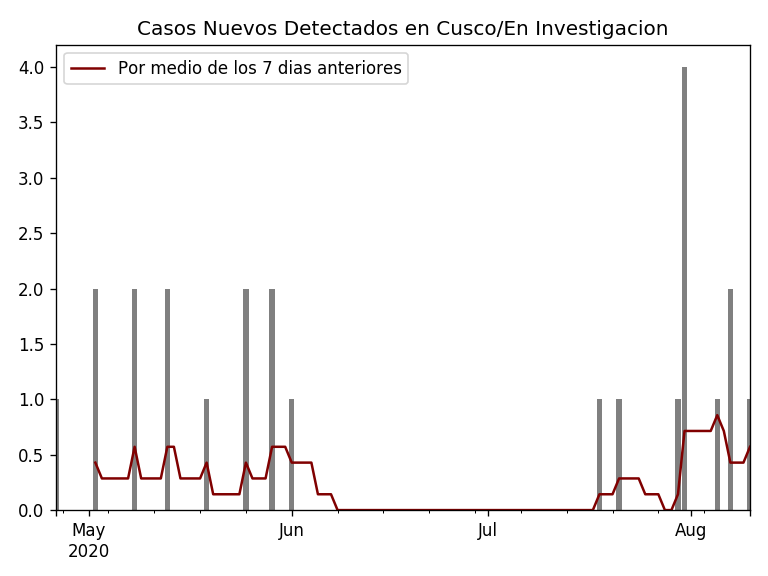 Casos Nuevos Detectados en Cusco/En Investigacion
Por medio de los 7 dias anteriores
4.0
3.5
3.0
2.5
2.0
1.5
1.0
0.5
0.0
May
2020
Jun
Jul
Aug